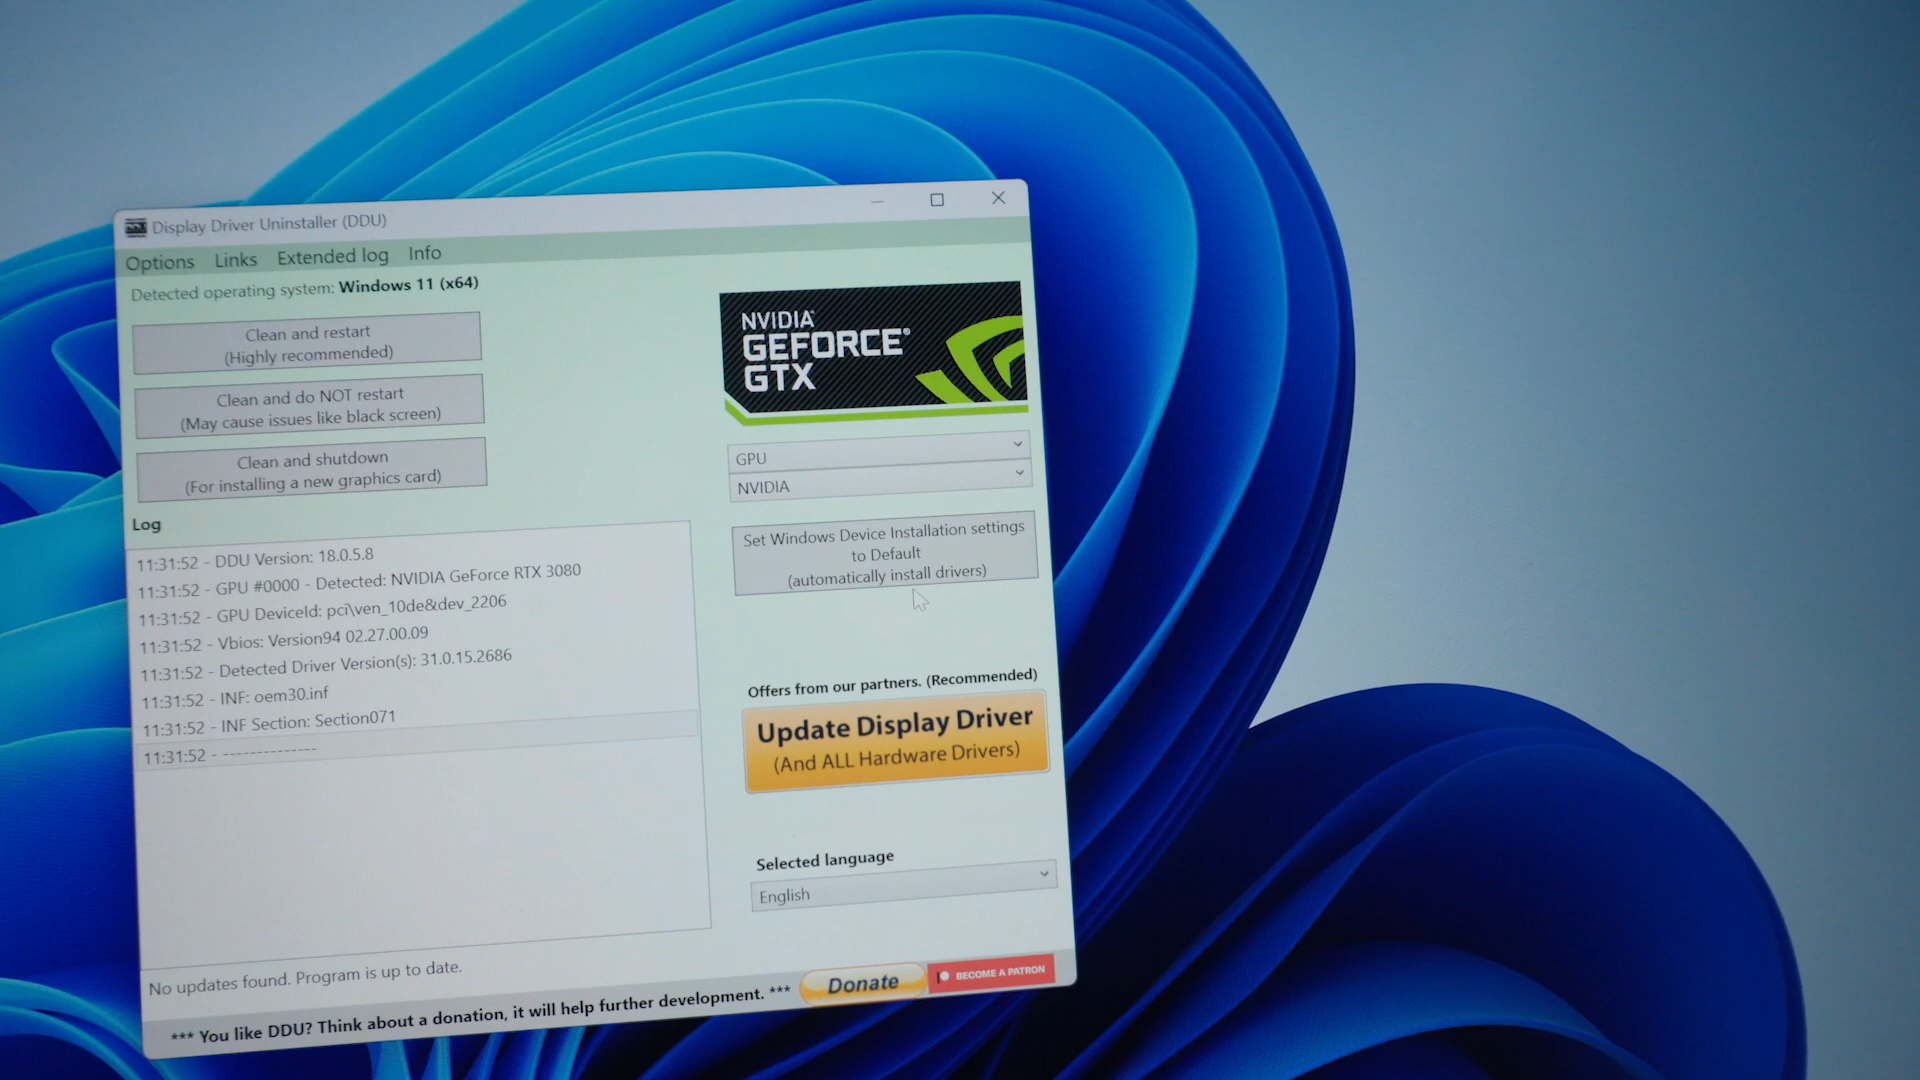 Display Driver Uninstaller (DDU)
Options Links Extended log Info
Detected operating system: Windows 11 (x64)
Clean and restart
(Highly recommended)
Clean and do NOT restart
(May cause issues like black screen)
Clean and shutdown
(For installing a new graphics card)
NVIDIA
GEFORCE®
GTX
GPU
NVIDIA
Set Windows Device Installation settings
to Default
(automatically install drivers)
Log
11:31:52 - DDU Version: 18.0.5.8
11:31:52 - GPU #0000 - Detected: NVIDIA GeForce RTX 3080
11:31:52 - GPU DeviceId: pci\ven_10de&dev_2206
11:31:52 - Vbios: Version94 02.27.00.09
11:31:52 - Detected Driver Version(s): 31.0.15.2686
11:31:52 - INF: oem30.inf
11:31:52 - INF Section: Section071
11:31:52 - --------------
Offers from our partners. (Recommended)
Update Display Driver
(And ALL Hardware Drivers)
Selected language
English
No updates found. Program is up to date.
*** You like DDU? Think about a donation, it will help further development. ***
Donate
BECOME A PATRON